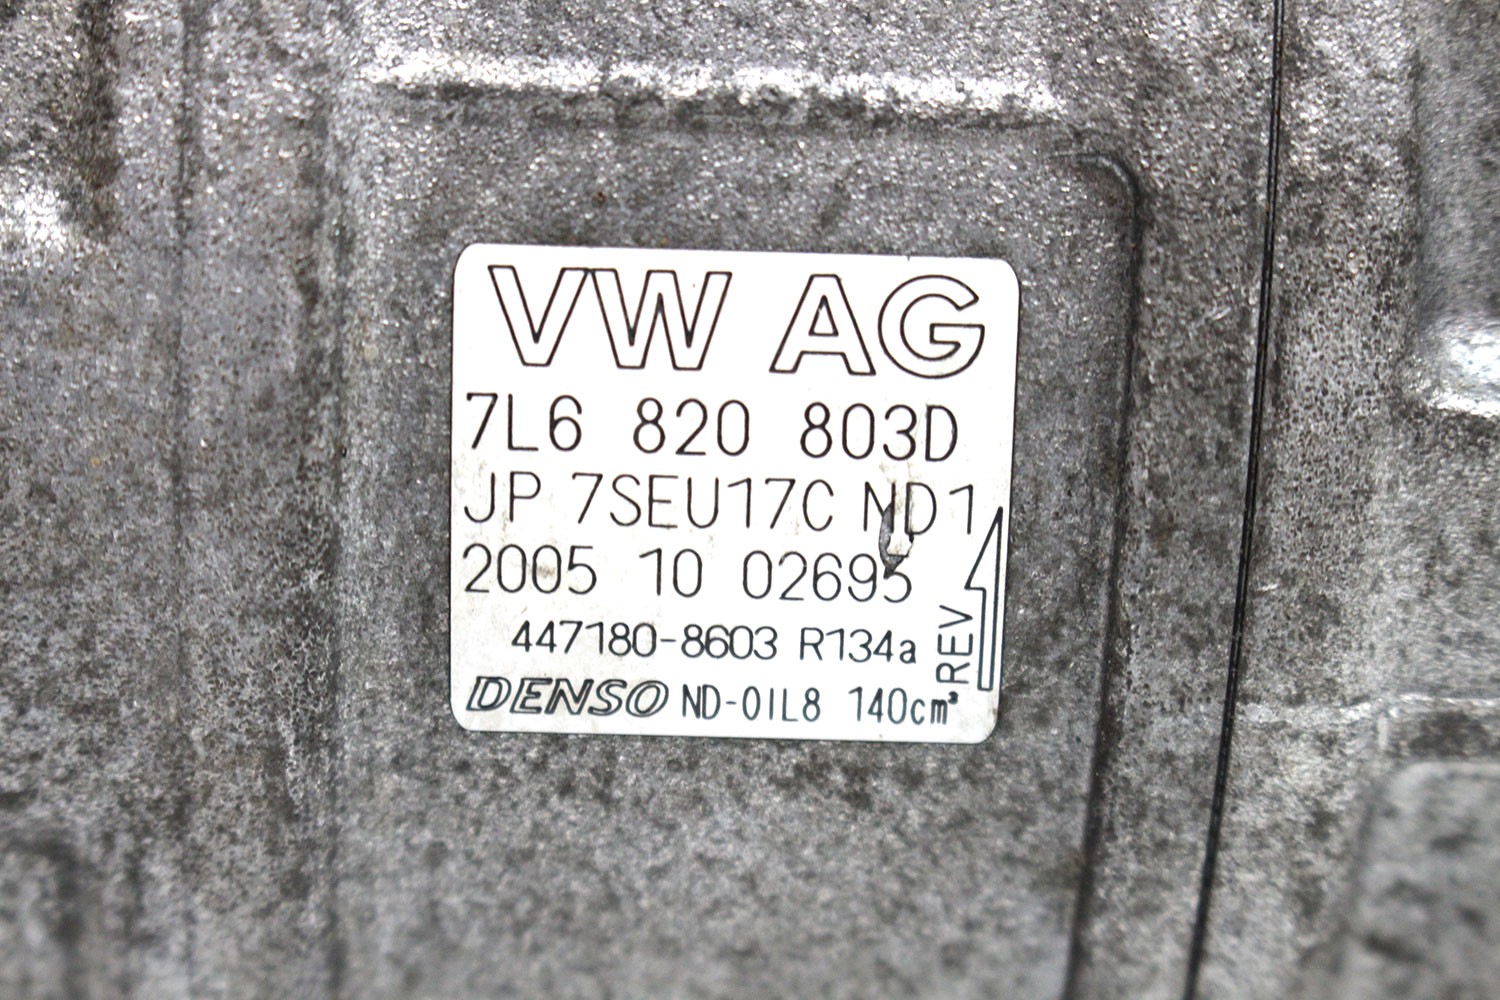 VW AG
7L6 820 803D
JP 7SEU17C ND1
2005 10 02695
447180-8603 R134a
REV
DENSO ND-OIL8 140cm³